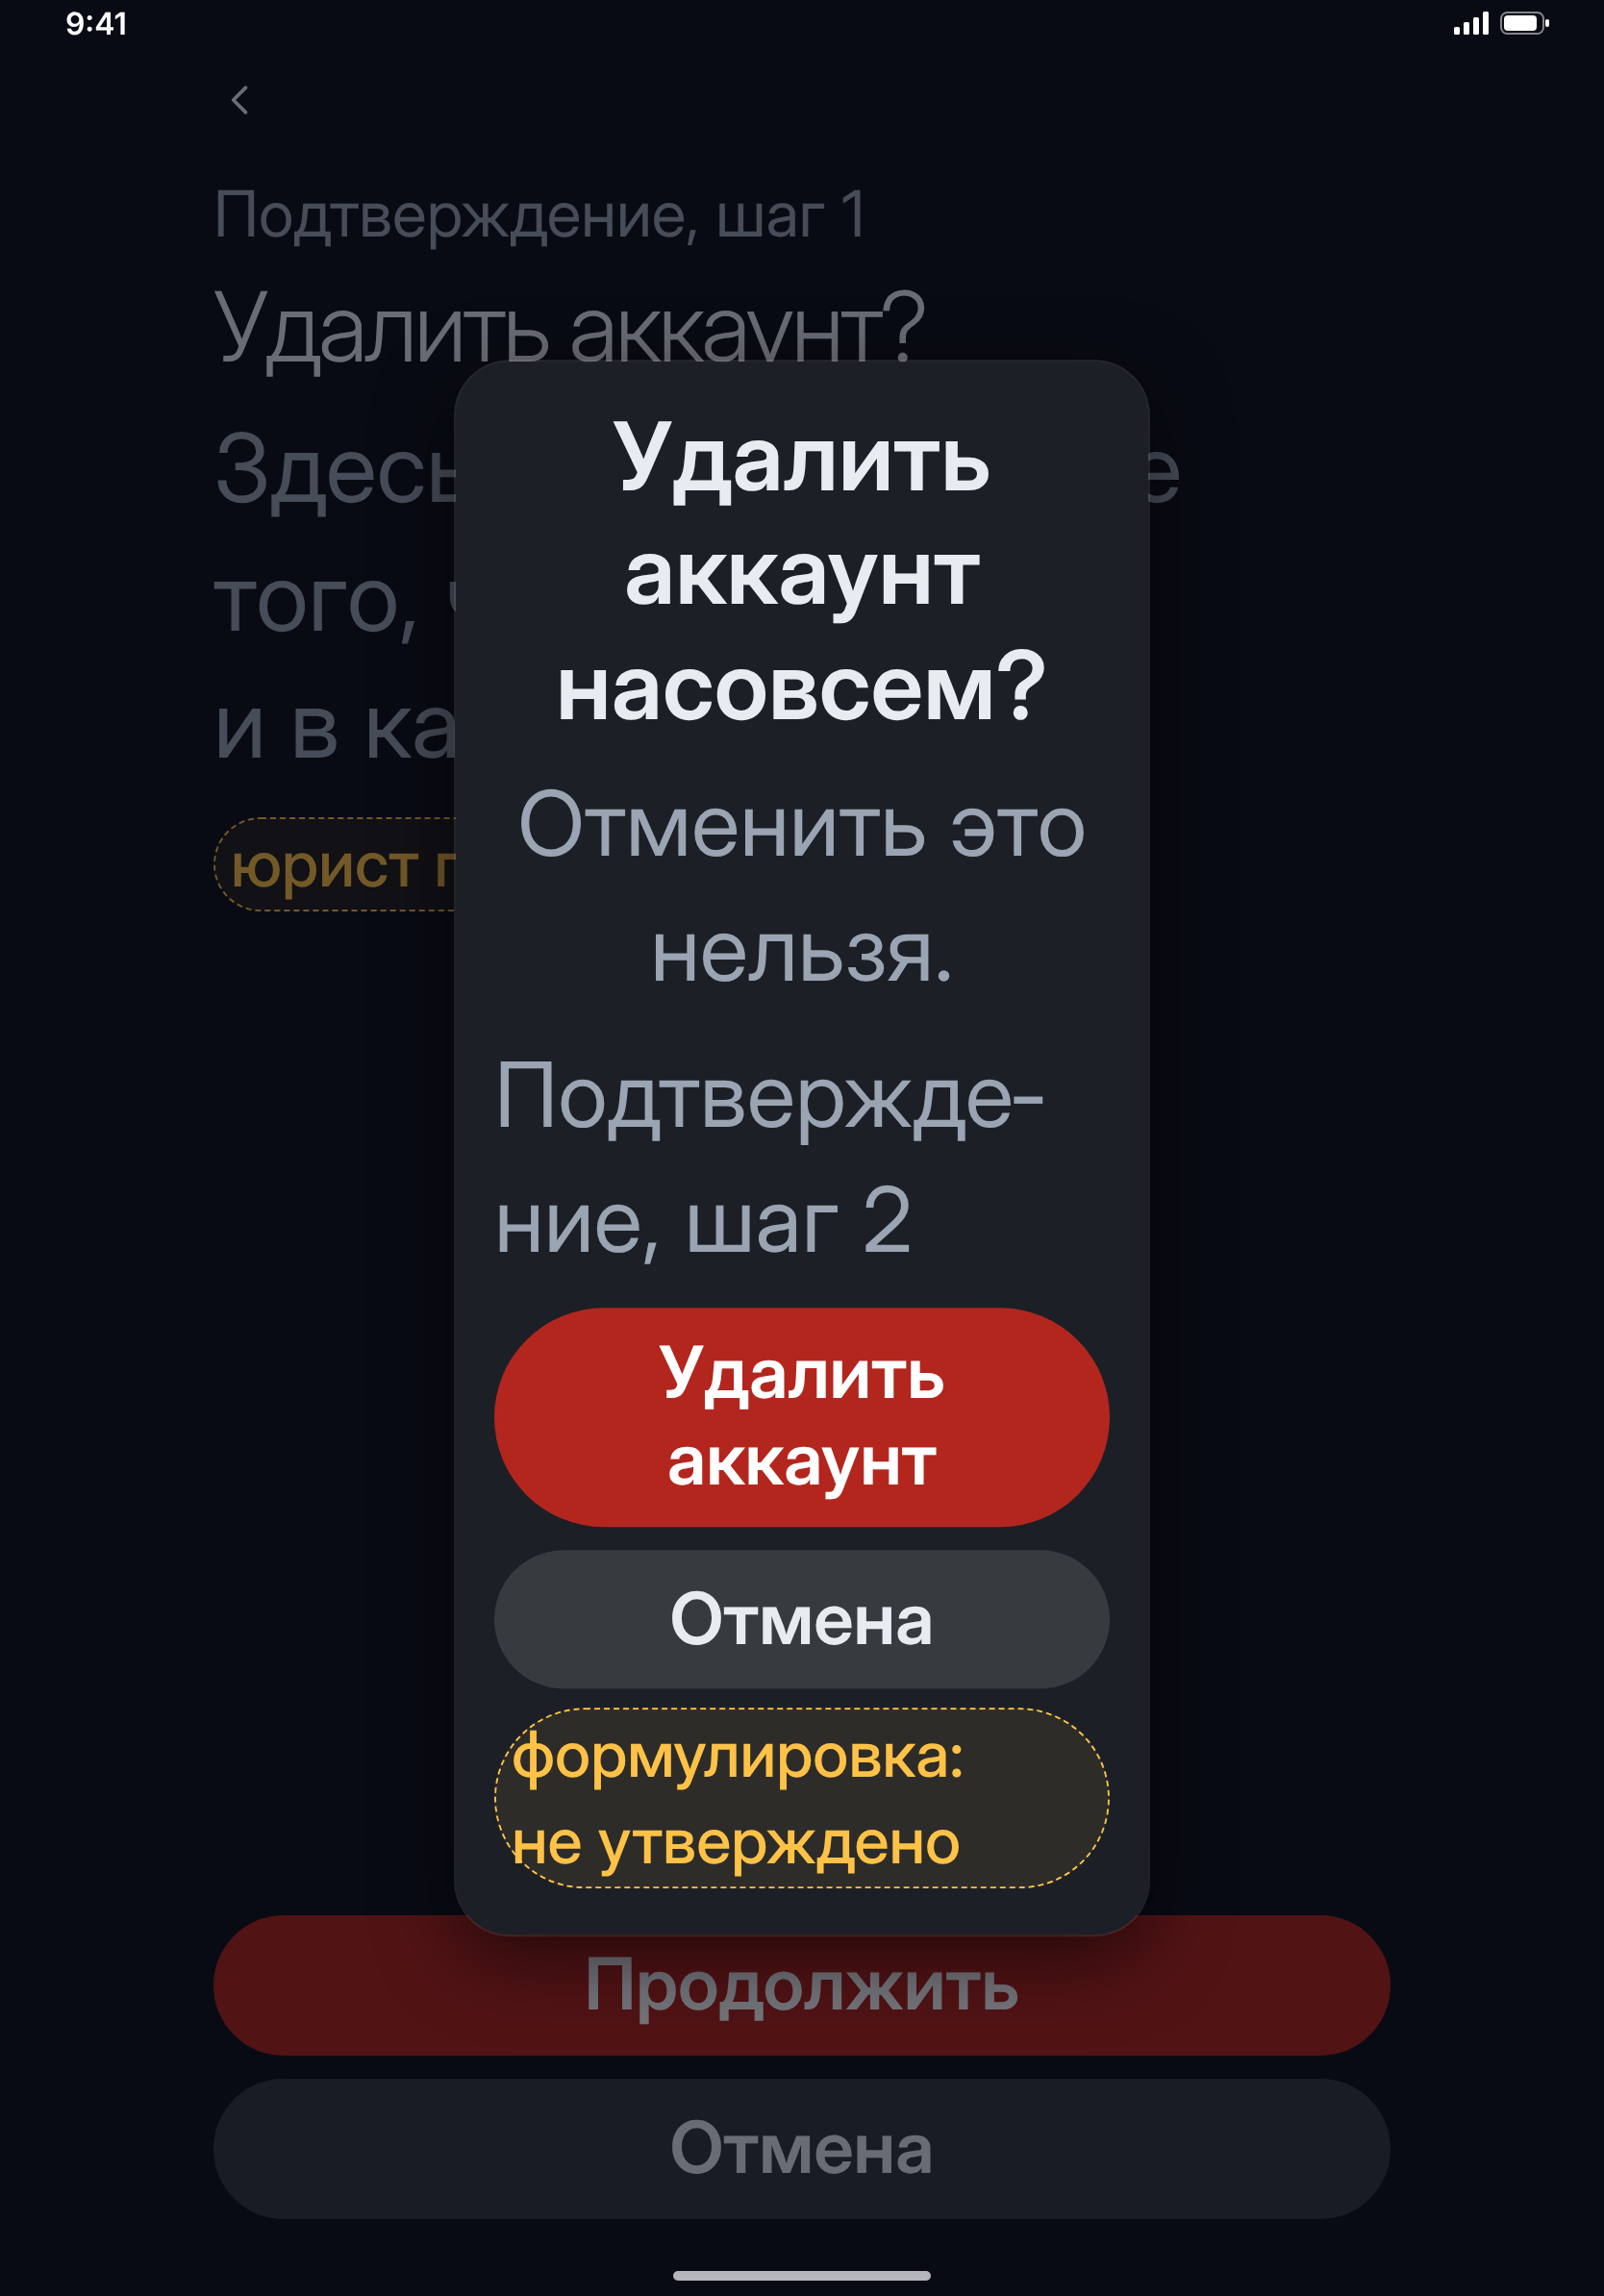 9:41
Подтверждение, шаг 1
Удалить аккаунт?
Здесь
того,
и в
юрист
Удалить
аккаунт
насовсем?
Отменить это
нельзя.
Подтвержде-
ние, шаг 2
Удалить
аккаунт
Отмена
формулировка:
не утверждено
Продолжить
Отмена